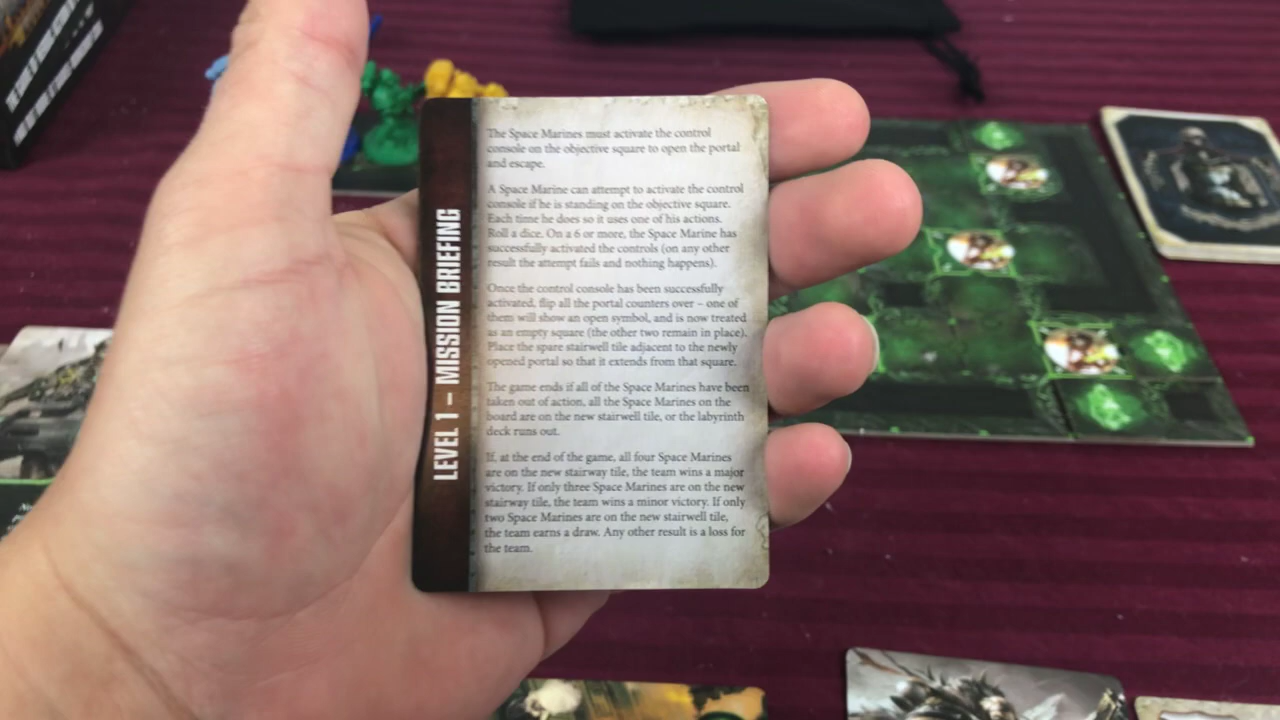 LEVEL 1 – MISSION BRIEFING
The Space Marines must activate the control
console on the objective square to open the portal
and escape.
A Space Marine can attempt to activate the control
console if he is standing on the objective square.
Each time he does so it uses one of his actions.
Roll a dice. On a 6 or more, the Space Marine has
successfully activated the controls (on any other
result the attempt fails and nothing happens).
Once the control console has been successfully
activated, flip all the portal counters over – one of
them will show an open symbol, and is now treated
as an empty square (the other two remain in place).
Place the spare stairwell tile adjacent to the newly
opened portal so that it extends from that square.
The game ends if all of the Space Marines have been
taken out of action, all the Space Marines on the
board are on the new stairwell tile, or the labyrinth
deck runs out.
If, at the end of the game, all four Space Marines
are on the new stairway tile, the team wins a major
victory. If only three Space Marines are on the new
stairway tile, the team wins a minor victory. If only
two Space Marines are on the new stairwell tile,
the team earns a draw. Any other result is a loss for
the team.